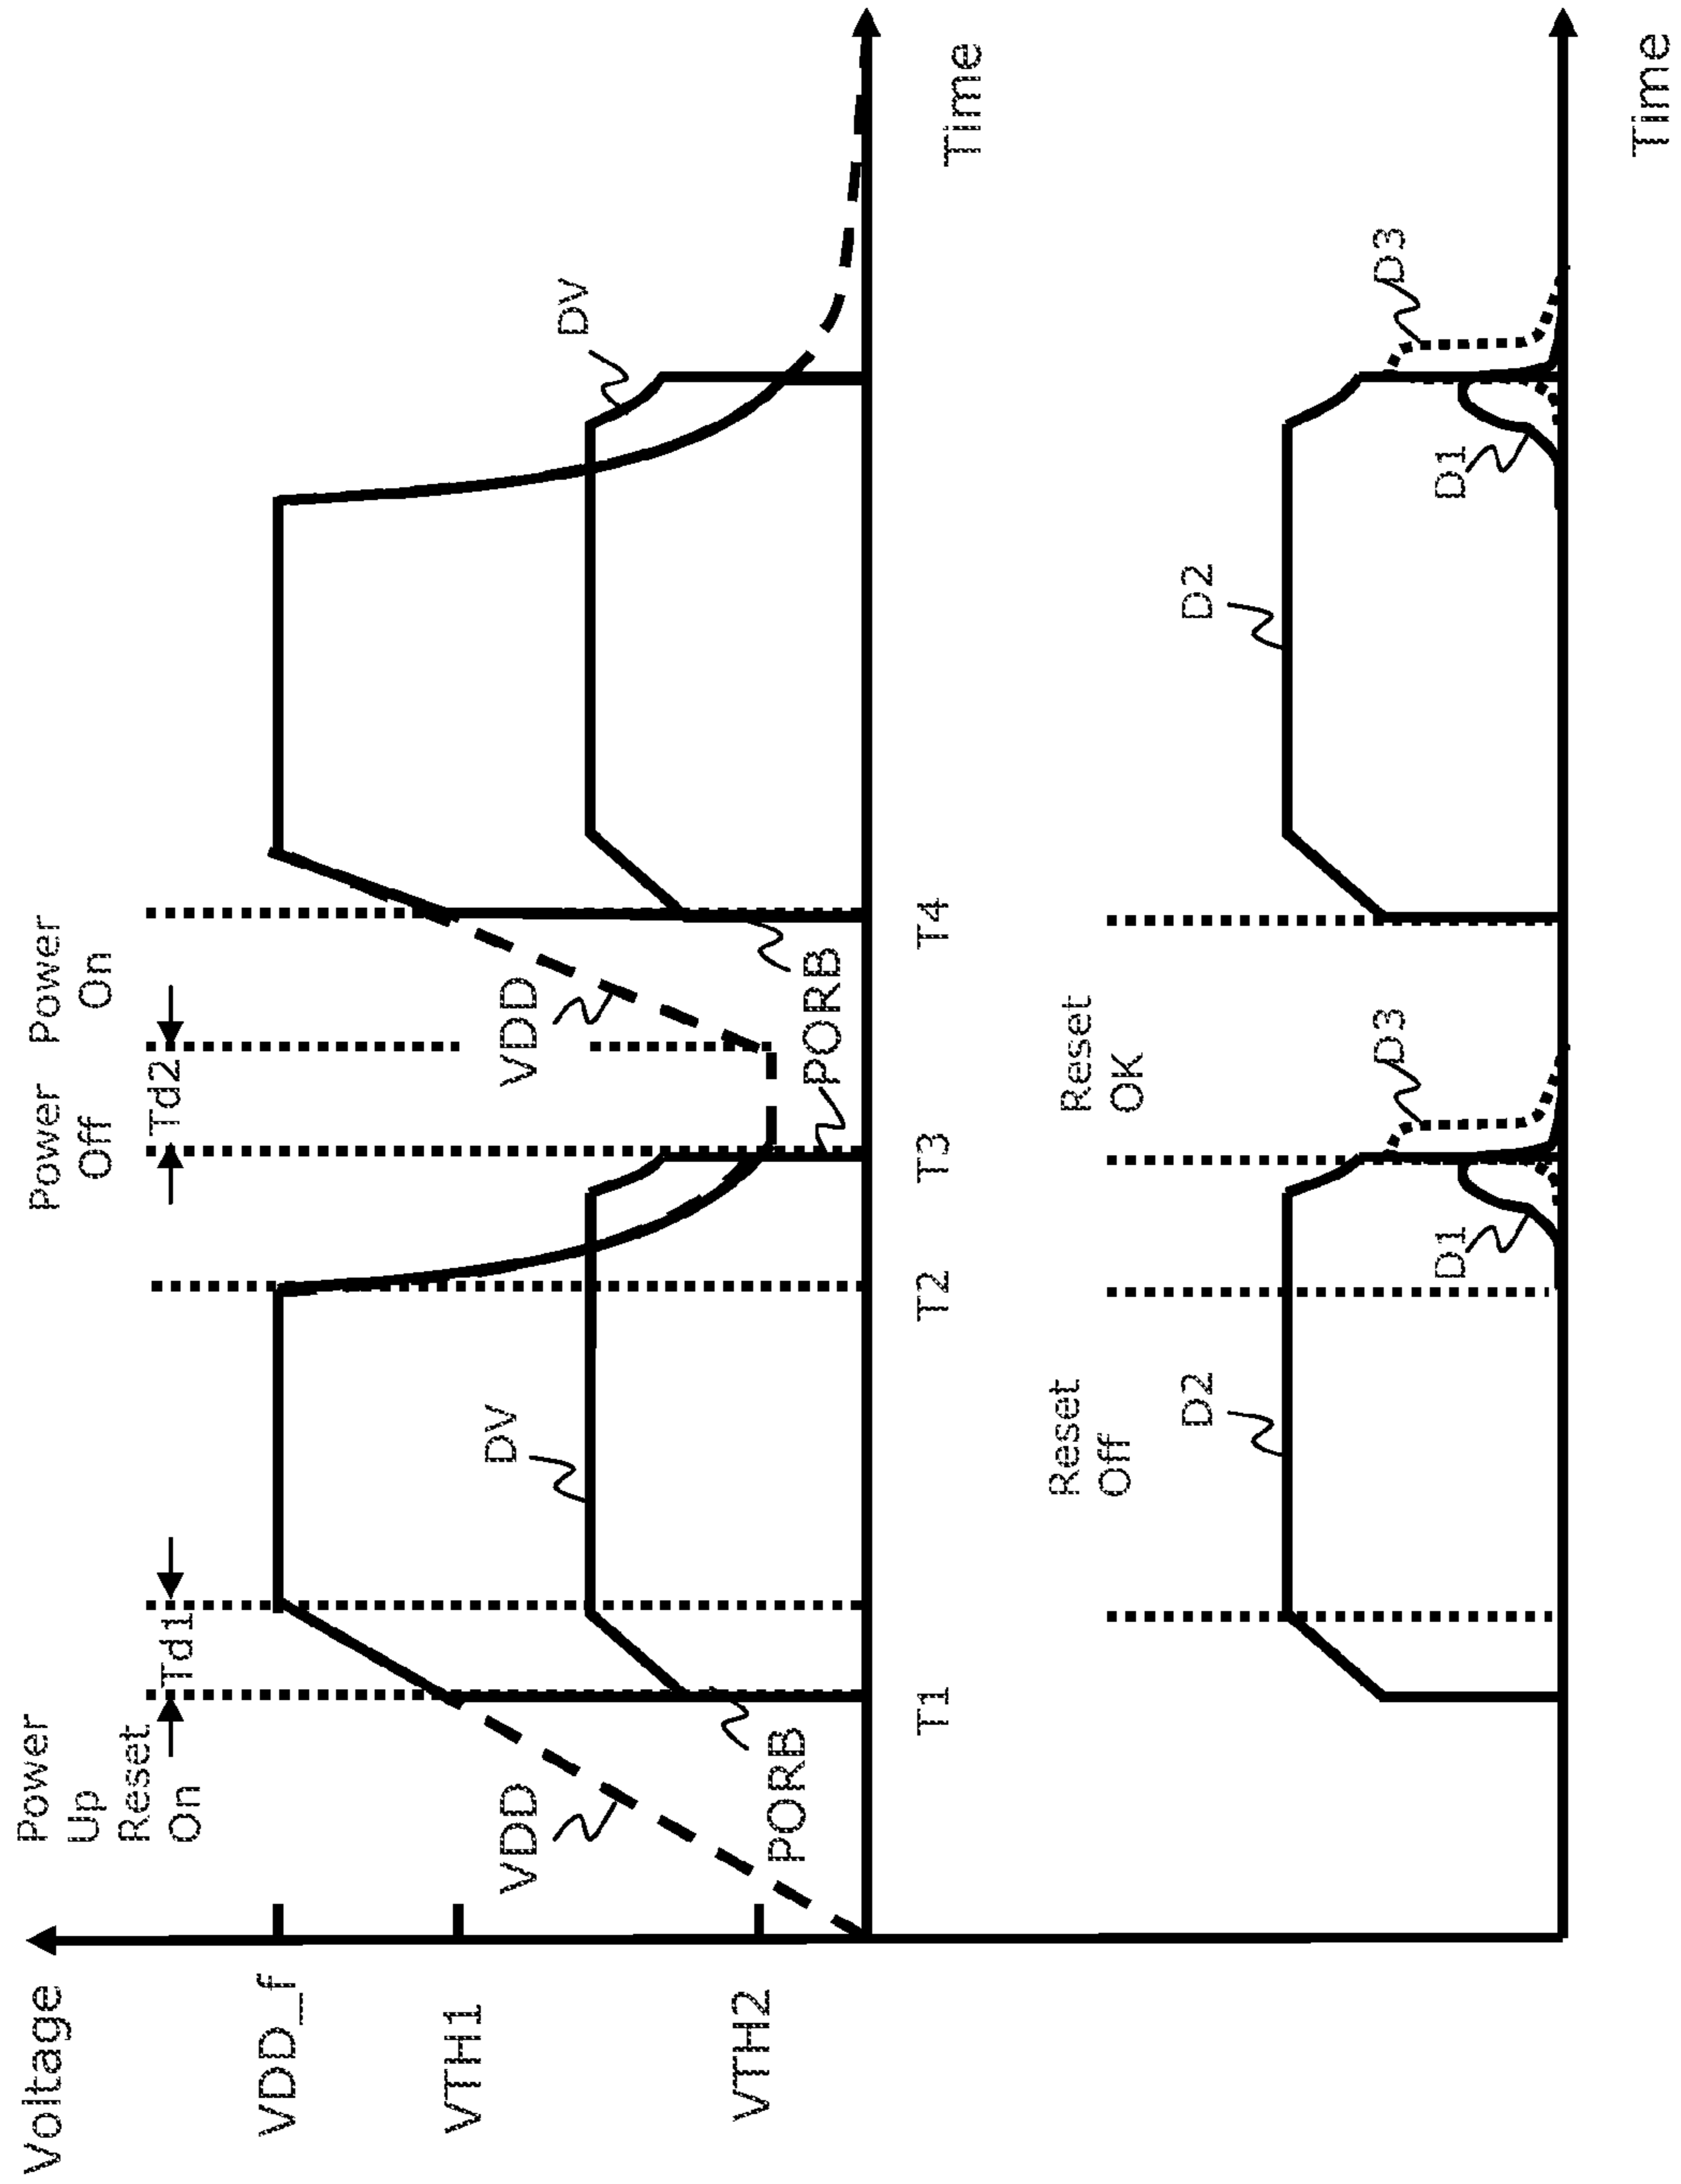 Voltage
VDD_f
VTH1
VTH2
Power
Up
Reset
On
Td1
Power
Off
Power
On
Td2
VDD
PORB
DV
VDD
PORB
DV
T1
T2
T3
T4
Time
Reset
Off
Reset
OK
D2
D1
D3
D2
D1
D3
Time